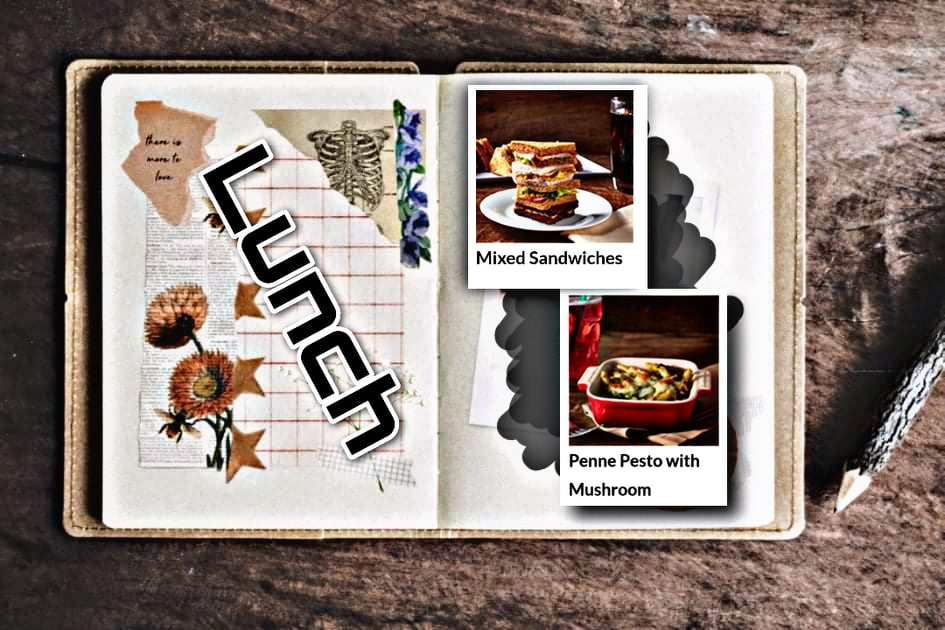 there is
more to
love
Lunch
Mixed Sandwiches
Penne Pesto with
Mushroom